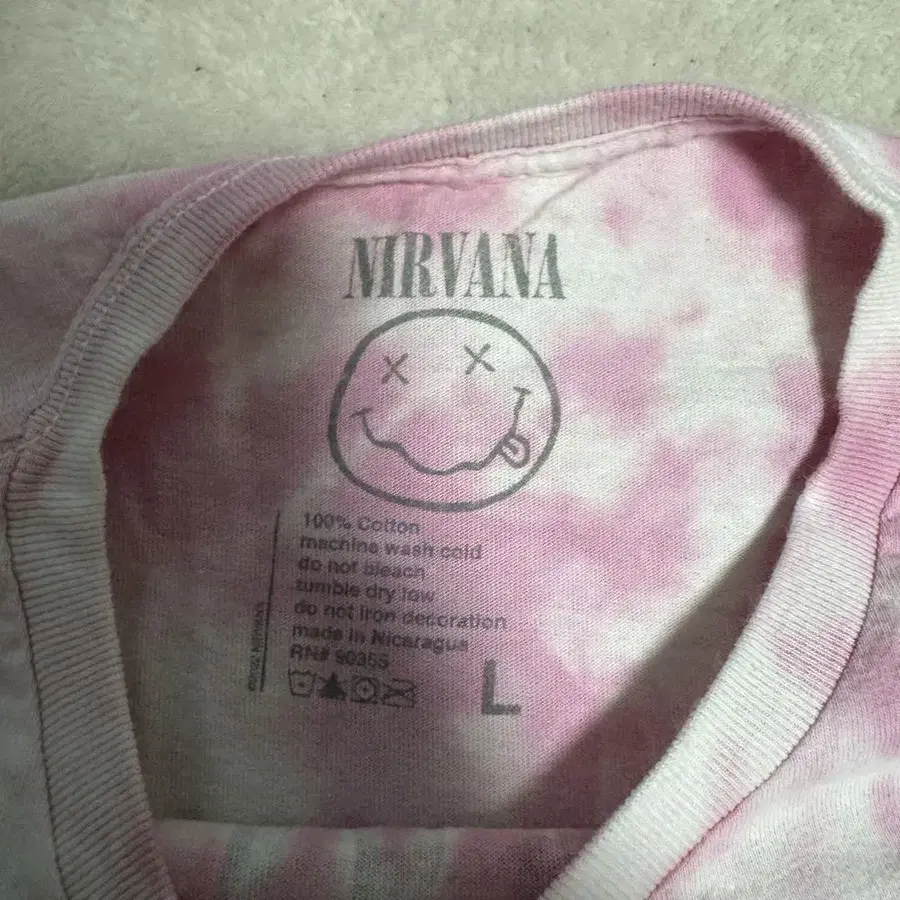 NIRVANA
100% Cotton
machine wash cold
do not bleach
tumble dry low
do not iron decoration
made in Nicaragua
RN# 90355
L